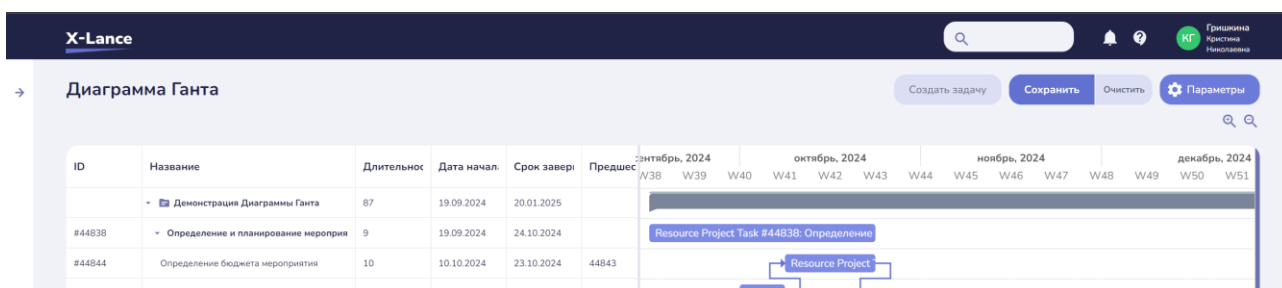 X-Lance
КГ
Гришкина
Кристина
Николаевна
Диаграмма Ганта
Создать задачу
Сохранить
Очистить
Параметры
ID Название Длительнос Дата начал Срок завер Предшес
ентябрь, 2024 октябрь, 2024 ноябрь, 2024 декабрь, 2024
W38 W39 W40 W41 W42 W43 W44 W45 W46 W47 W48 W49 W50 W51
Демонстрация Диаграммы Ганта 87 19.09.2024 20.01.2025
#44838 Определение и планирование мероприя 9 19.09.2024 24.10.2024 Resource Project Task #44838: Определение
#44844 Определение бюджета мероприятия 10 10.10.2024 23.10.2024 44843 Resource Project